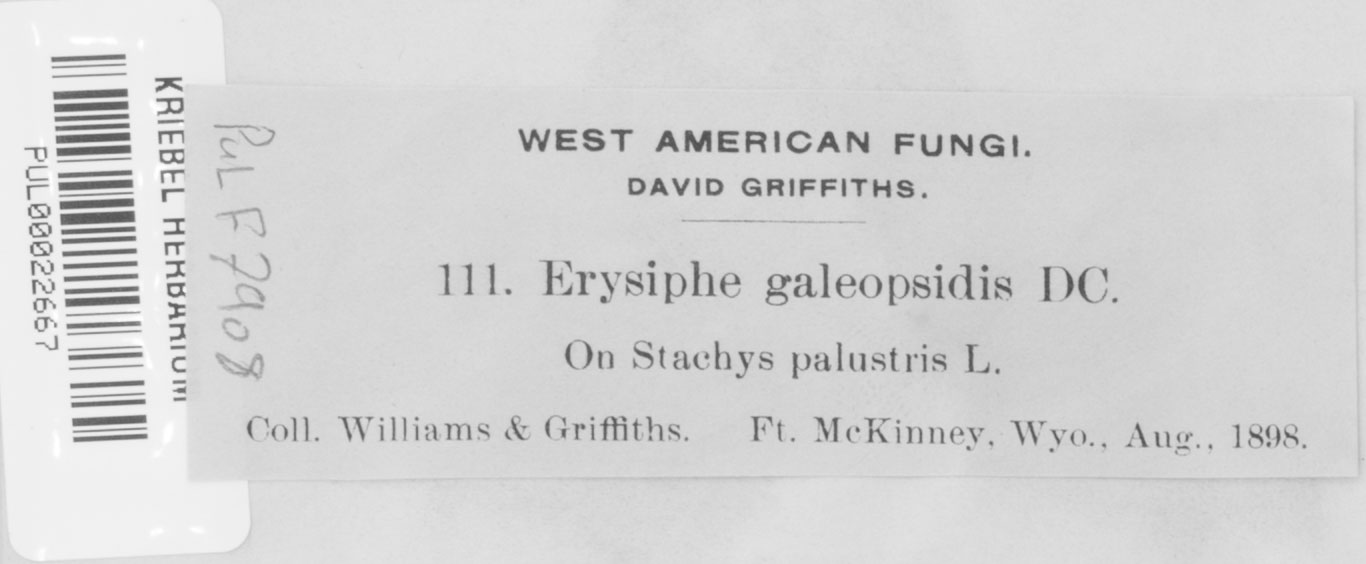 PUL00022667
KRIEBEL HERBARIUM
PUL F 7908
WEST AMERICAN FUNGI.
DAVID GRIFFITHS.
111. Erysiphe galeopsidis DC.
On Stachys palustris L.
Coll. Williams & Griffiths. Ft. McKinney, Wyo., Aug., 1898.